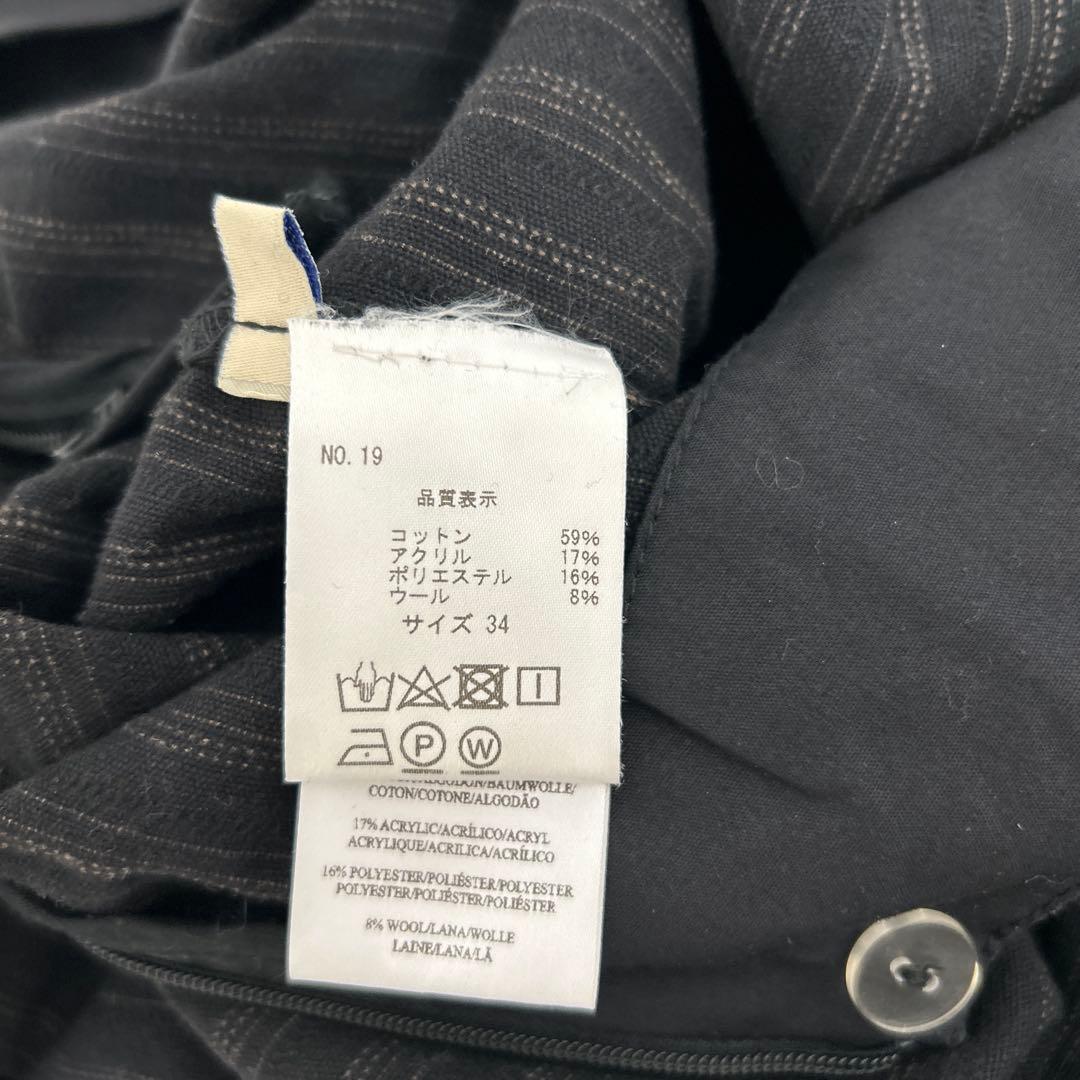 NO. 19
品質表示
コットン 59%
アクリル 17%
ポリエステル 16%
ウール 8%
サイズ 34
P W
BAUMWOLLE/
COTON/COTONE/ALGODÃO
17% ACRYLIC/ACRÍLICO/ACRYL
ACRYLIQUE/ACRILICA/ACRÍLICO
16% POLYESTER/POLIÉSTER/POLYESTER
POLYESTER/POLIESTER/POLIÉSTER
8% WOOL/LANA/WOLLE
LAINE/LANA/LÃ